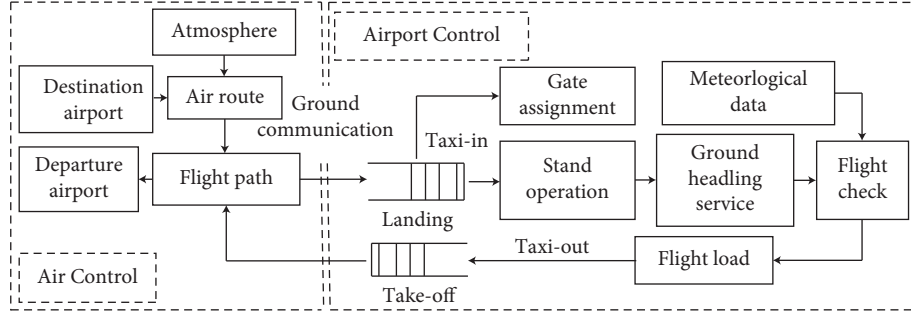 Atmosphere
Destination
airport
Air route
Departure
airport
Flight path
Air Control
Ground
communication
Airport Control
Gate
assignment
Meteorlogical
data
Taxi-in
Landing
Stand
operation
Ground
headling
service
Flight
check
Taxi-out
Take-off
Flight load